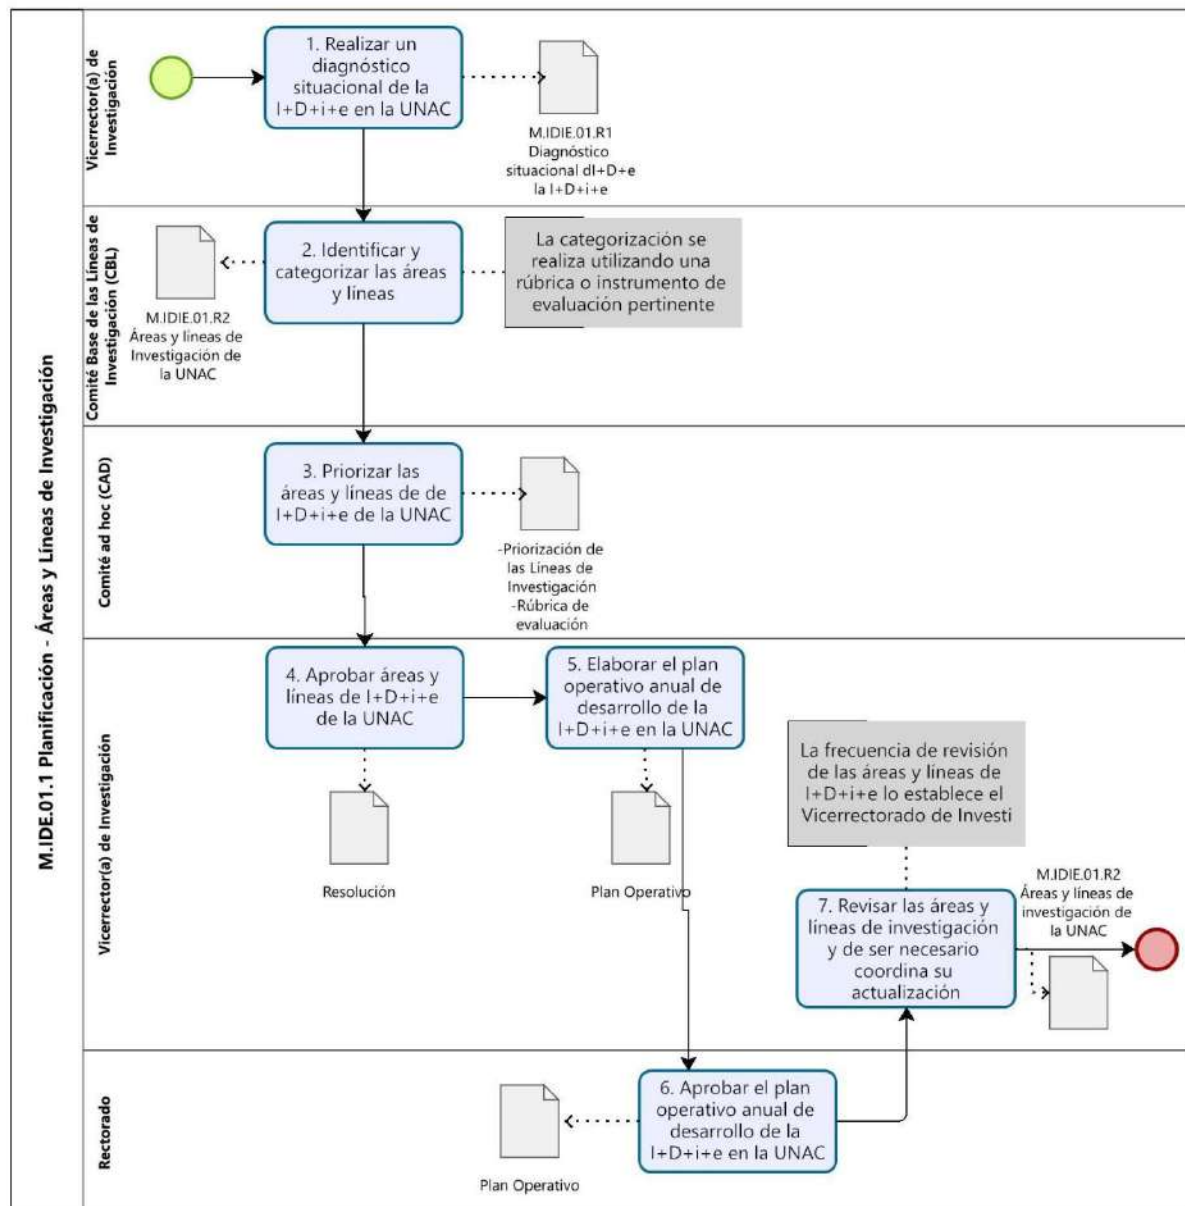 M.IDE.01.1 Planificación - Áreas y Líneas de Investigación
Vicerrector(a) de
Investigación
1. Realizar un
diagnóstico
situacional de la
I+D+i+e en la UNAC
M.IDIE.01.R1
Diagnóstico
situacional dI+D+e
la I+D+i+e
Comité Base de las Líneas de
Investigación (CBL)
M.IDIE.01.R2
Áreas y líneas de
Investigación de
la UNAC
2. Identificar y
categorizar las áreas
y líneas
La categorización se
realiza utilizando una
rúbrica o instrumento de
evaluación pertinente
Comité ad hoc (CAD)
3. Priorizar las
áreas y líneas de de
I+D+i+e de la UNAC
-Priorización de
las Líneas de
Investigación
-Rúbrica de
evaluación
Vicerrector(a) de Investigación
4. Aprobar áreas y
líneas de I+D+i+e
de la UNAC
Resolución
5. Elaborar el plan
operativo anual de
desarrollo de la
I+D+i+e en la UNAC
Plan Operativo
La frecuencia de revisión
de las áreas y líneas de
I+D+i+e lo establece el
Vicerrectorado de Investi
7. Revisar las áreas y
líneas de investigación
y de ser necesario
coordina su
actualización
M.IDIE.01.R2
Áreas y líneas de
investigación de
la UNAC
Rectorado
6. Aprobar el plan
operativo anual de
desarrollo de la
I+D+i+e en la UNAC
Plan Operativo